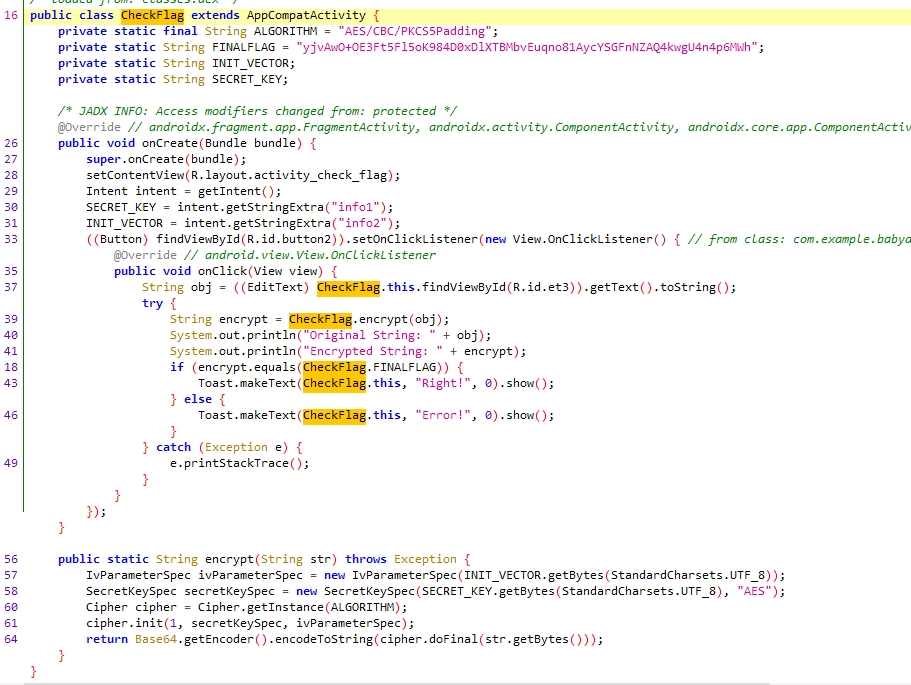 /* loaded from: classes.dex */
16 public class CheckFlag extends AppCompatActivity {
private static final String ALGORITHM = "AES/CBC/PKCS5Padding";
private static String FINALFLAG = "yjvAwO+OE3Ft5Fl5oK984D0xDlXTBMbvEuqno81AycYSGFnNZAQ4kwgU4n4p6MWh";
private static String INIT_VECTOR;
private static String SECRET_KEY;
/* JADX INFO: Access modifiers changed from: protected */
@Override // androidx.fragment.app.FragmentActivity, androidx.activity.ComponentActivity, androidx.core.app.ComponentActiv
26 public void onCreate(Bundle bundle) {
27 super.onCreate(bundle);
28 setContentView(R.layout.activity_check_flag);
29 Intent intent = getIntent();
30 SECRET_KEY = intent.getStringExtra("info1");
31 INIT_VECTOR = intent.getStringExtra("info2");
33 ((Button) findViewById(R.id.button2)).setOnClickListener(new View.OnClickListener() { // from class: com.example.babya
@Override // android.view.View.OnClickListener
35 public void onClick(View view) {
37 String obj = ((EditText) CheckFlag.this.findViewById(R.id.et3)).getText().toString();
try {
39 String encrypt = CheckFlag.encrypt(obj);
40 System.out.println("Original String: " + obj);
41 System.out.println("Encrypted String: " + encrypt);
18 if (encrypt.equals(CheckFlag.FINALFLAG)) {
43 Toast.makeText(CheckFlag.this, "Right!", 0).show();
} else {
46 Toast.makeText(CheckFlag.this, "Error!", 0).show();
}
} catch (Exception e) {
49 e.printStackTrace();
}
}
});
}
56 public static String encrypt(String str) throws Exception {
57 IvParameterSpec ivParameterSpec = new IvParameterSpec(INIT_VECTOR.getBytes(StandardCharsets.UTF_8));
58 SecretKeySpec secretKeySpec = new SecretKeySpec(SECRET_KEY.getBytes(StandardCharsets.UTF_8), "AES");
60 Cipher cipher = Cipher.getInstance(ALGORITHM);
61 cipher.init(1, secretKeySpec, ivParameterSpec);
64 return Base64.getEncoder().encodeToString(cipher.doFinal(str.getBytes()));
}
}